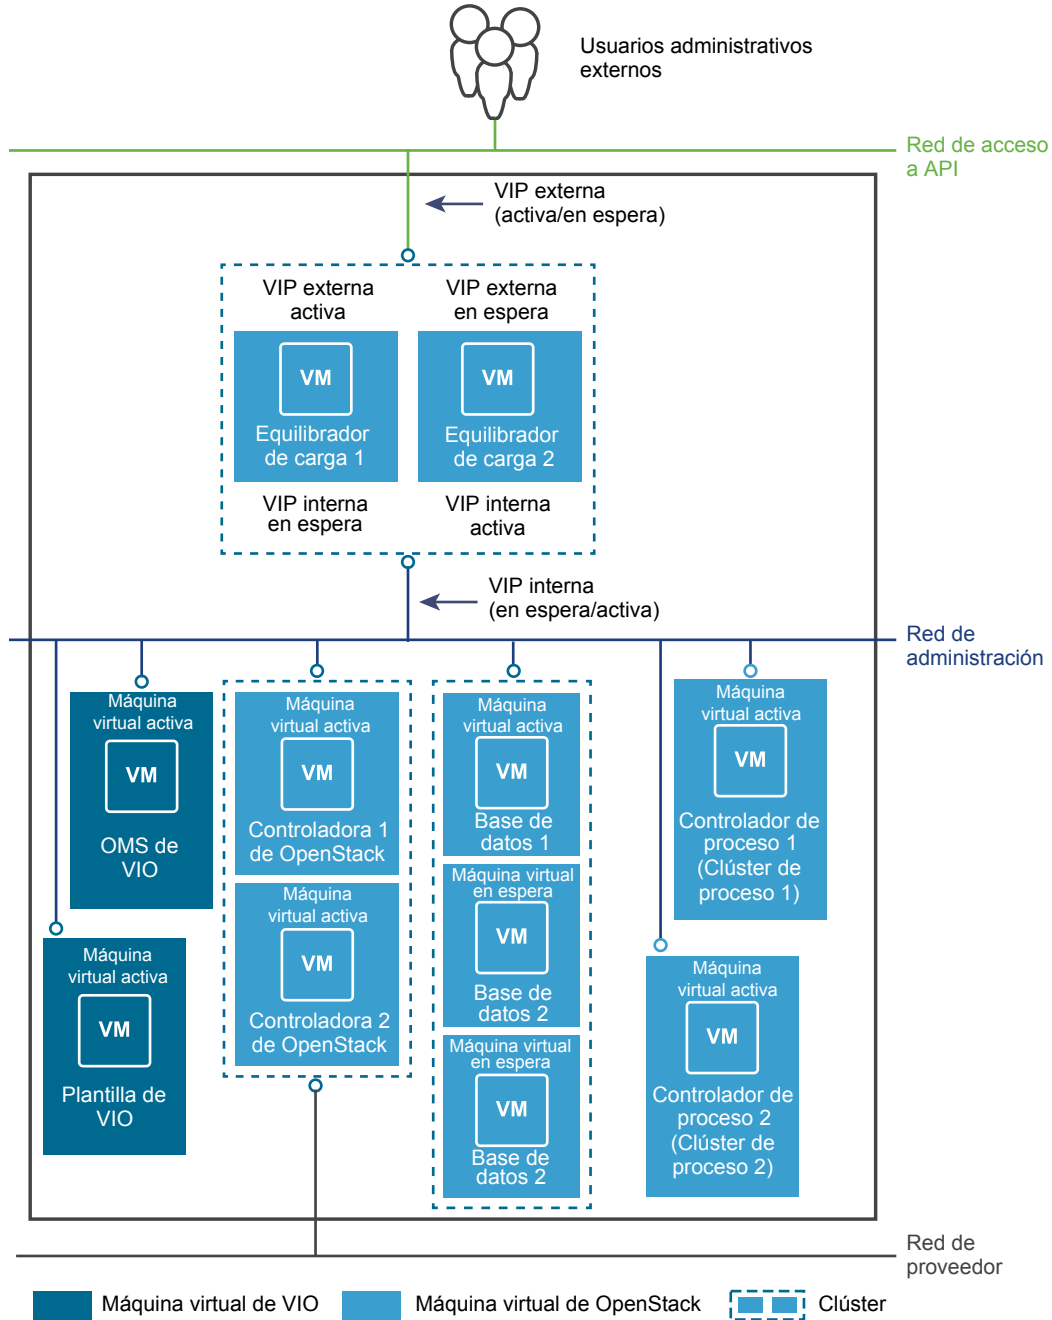 Usuarios administrativos
externos
Red de acceso
a API
VIP externa
(activa/en espera)
VIP externa
activa
VIP externa
en espera
VM
Equilibrador
de carga 1
VM
Equilibrador
de carga 2
VIP interna
en espera
VIP interna
activa
VIP interna
(en espera/activa)
Red de
administración
Máquina
virtual activa
VM
OMS de
VIO
Máquina
virtual activa
VM
Plantilla de
VIO
Máquina
virtual activa
VM
Controladora 1
de OpenStack
Máquina
virtual activa
VM
Controladora 2
de OpenStack
Máquina
virtual activa
VM
Base de
datos 1
Máquina virtual
en espera
VM
Base de
datos 2
Máquina virtual
en espera
VM
Base de
datos 2
Máquina
virtual activa
VM
Controlador de
proceso 1
(Clúster de
proceso 1)
Máquina
virtual activa
VM
Controlador de
proceso 2
(Clúster de
proceso 2)
Red de
proveedor
Máquina virtual de VIO
Máquina virtual de OpenStack
Clúster